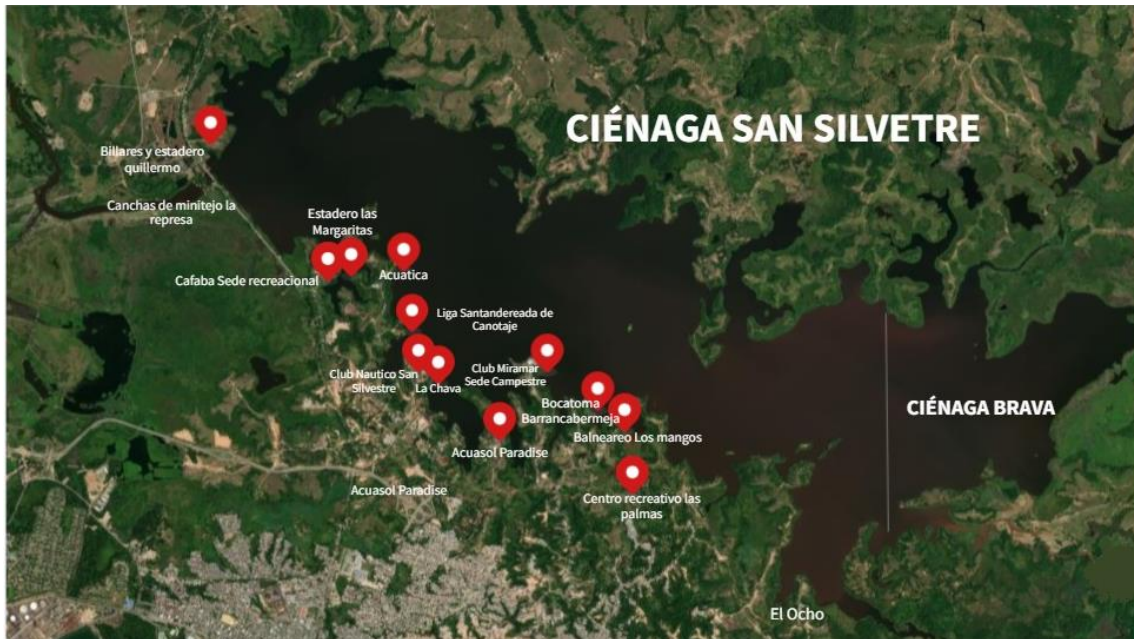 CIÉNAGA SAN SILVETRE
Billares y estadero
quillermo
Canchas de minitejo la
represa
Estadero las
Margaritas
Cafaba Sede recreacional
Acuatica
Liga Santandereada de
Canotaje
Club Nautico San
Silvestre
La Chava
Club Miramar
Sede Campestre
Bocatoma
Barrancabermeja
Balneareo Los mangos
CIÉNAGA BRAVA
Acuasol Paradise
Acuasol Paradise
Centro recreativo las
palmas
El Ocho